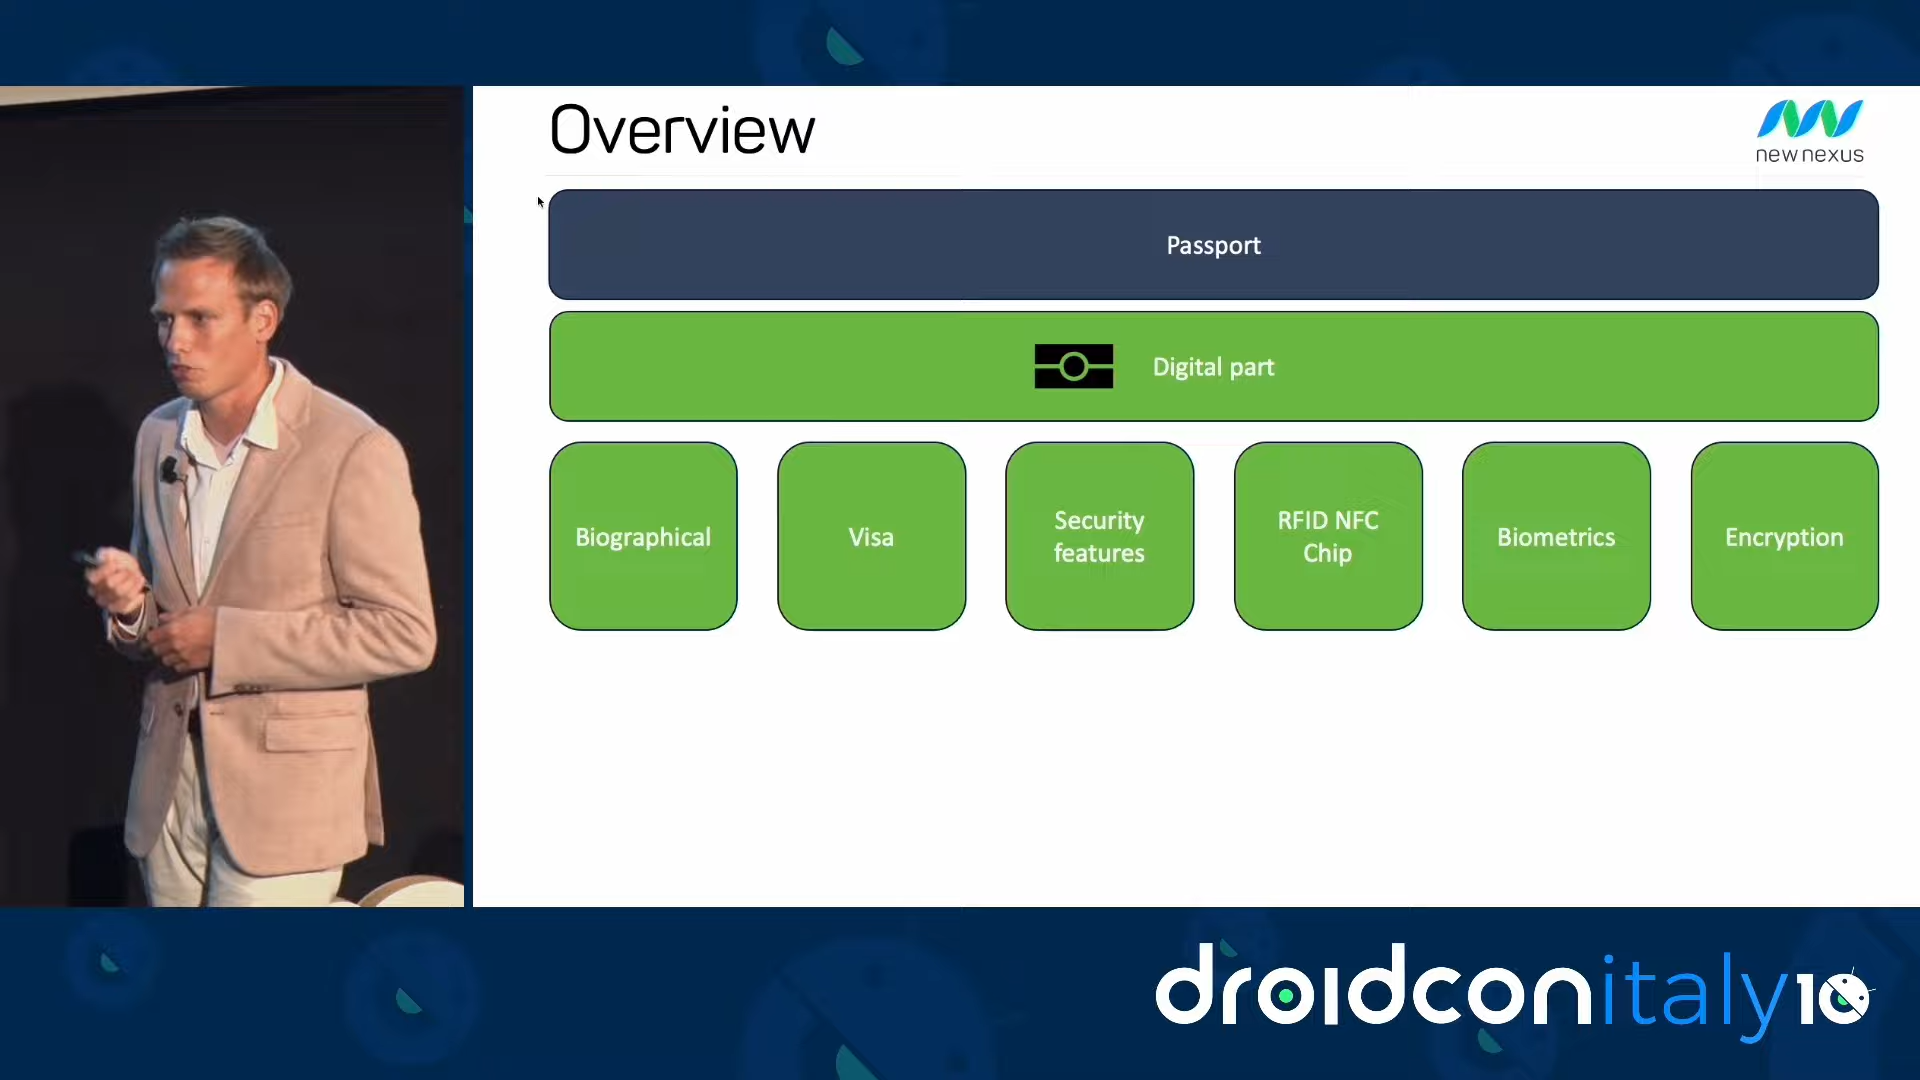 Overview
new nexus
Passport
Digital part
Biographical
Visa
Security
features
RFID NFC
Chip
Biometrics
Encryption
droidconitaly10